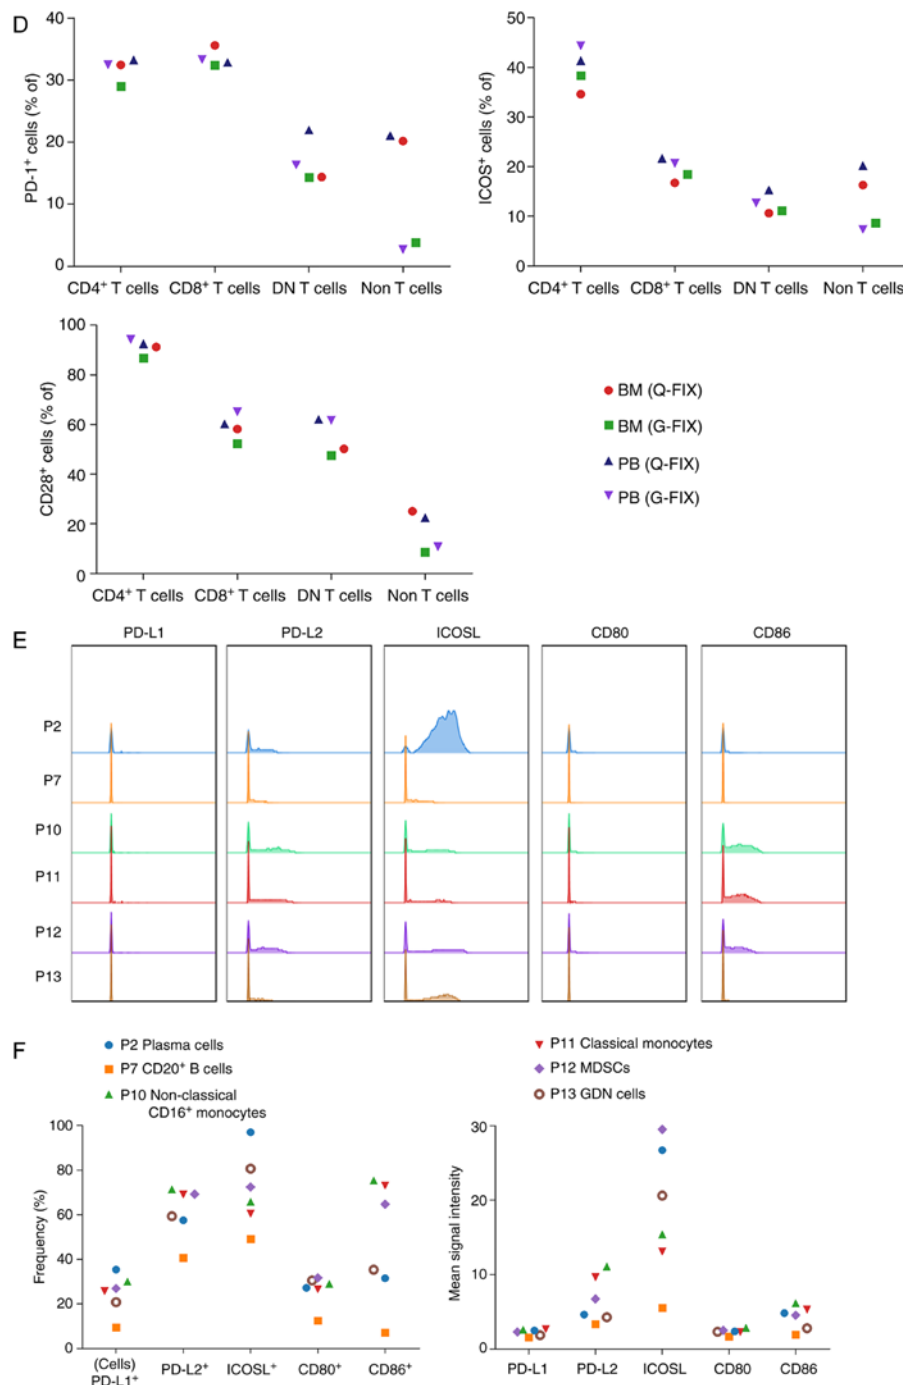 D
PD-1⁺ cells (% of)
40
30
20
10
0
CD4⁺ T cells CD8⁺ T cells DN T cells Non T cells
ICOS⁺ cells (% of)
50
40
30
20
10
0
CD4⁺ T cells CD8⁺ T cells DN T cells Non T cells
CD28⁺ cells (% of)
100
80
60
40
20
0
CD4⁺ T cells CD8⁺ T cells DN T cells Non T cells
BM (Q-FIX)
BM (G-FIX)
PB (Q-FIX)
PB (G-FIX)
E
PD-L1 PD-L2 ICOSL CD80 CD86
P2
P7
P10
P11
P12
P13
F
P2 Plasma cells
P7 CD20⁺ B cells
P10 Non-classical
CD16⁺ monocytes
P11 Classical monocytes
P12 MDSCs
P13 GDN cells
Frequency (%)
100
80
60
40
20
0
(Cells)
PD-L1⁺ PD-L2⁺ ICOSL⁺ CD80⁺ CD86⁺
Mean signal intensity
30
20
10
0
PD-L1 PD-L2 ICOSL CD80 CD86